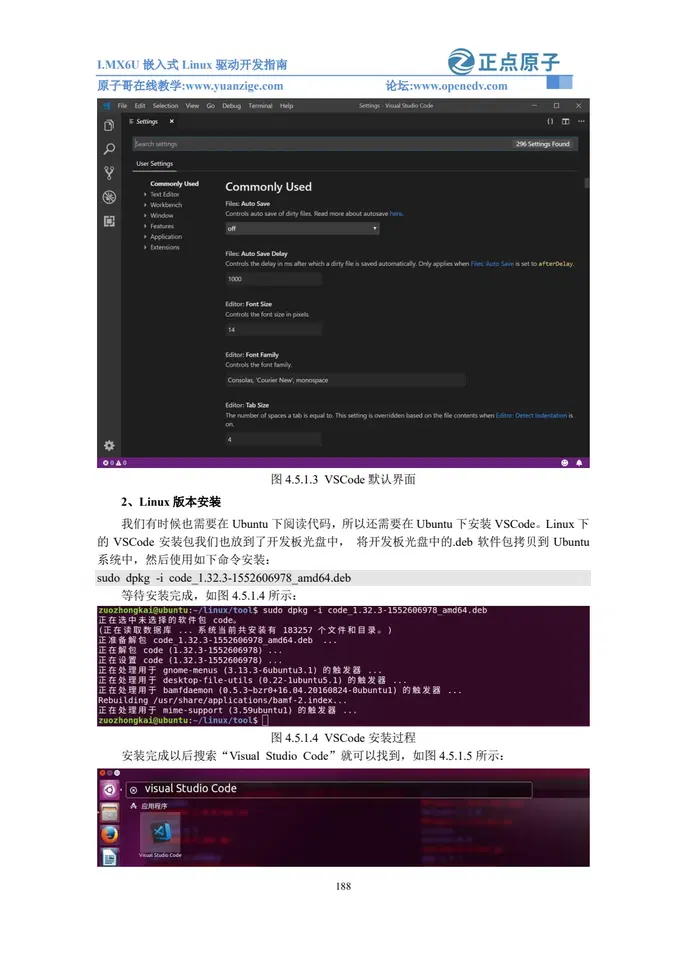 I.MX6U 嵌入式 Linux 驱动开发指南
正点原子
原子哥在线教学:www.yuanzige.com 论坛:www.openedv.com
File Edit Selection View Go Debug Terminal Help Settings - Visual Studio Code
Settings
Search settings 296 Settings Found
User Settings
Commonly Used
Text Editor
Workbench
Window
Features
Application
Extensions
Commonly Used
Files: Auto Save
Controls auto save of dirty files. Read more about autosave here.
off
Files: Auto Save Delay
Controls the delay in ms after which a dirty file is saved automatically. Only applies when Files: Auto Save is set to afterDelay.
1000
Editor: Font Size
Controls the font size in pixels.
14
Editor: Font Family
Controls the font family.
Consolas, 'Courier New', monospace
Editor: Tab Size
The number of spaces a tab is equal to. This setting is overridden based on the file contents when Editor: Detect Indentation is
on.
4
0 0
图 4.5.1.3 VSCode 默认界面
2、Linux 版本安装
我们有时候也需要在 Ubuntu 下阅读代码，所以还需要在 Ubuntu 下安装 VSCode。Linux 下
的 VSCode 安装包我们也放到了开发板光盘中， 将开发板光盘中的.deb 软件包拷贝到 Ubuntu
系统中，然后使用如下命令安装：
sudo dpkg -i code_1.32.3-1552606978_amd64.deb
等待安装完成，如图 4.5.1.4 所示：
zuozhongkai@ubuntu:~/linux/tool$ sudo dpkg -i code_1.32.3-1552606978_amd64.deb
正在选中未选择的软件包 code。
(正在读取数据库 ... 系统当前共安装有 183257 个文件和目录。)
正准备解包 code_1.32.3-1552606978_amd64.deb ...
正在解包 code (1.32.3-1552606978) ...
正在设置 code (1.32.3-1552606978) ...
正在处理用于 gnome-menus (3.13.3-6ubuntu3.1) 的触发器 ...
正在处理用于 desktop-file-utils (0.22-1ubuntu5.1) 的触发器 ...
正在处理用于 bamfdaemon (0.5.3~bzr0+16.04.20160824-0ubuntu1) 的触发器 ...
Rebuilding /usr/share/applications/bamf-2.index...
正在处理用于 mime-support (3.59ubuntu1) 的触发器 ...
zuozhongkai@ubuntu:~/linux/tool$
图 4.5.1.4 VSCode 安装过程
安装完成以后搜索“Visual Studio Code”就可以找到，如图 4.5.1.5 所示：
visual Studio Code
应用程序
Visual Studio Code
188